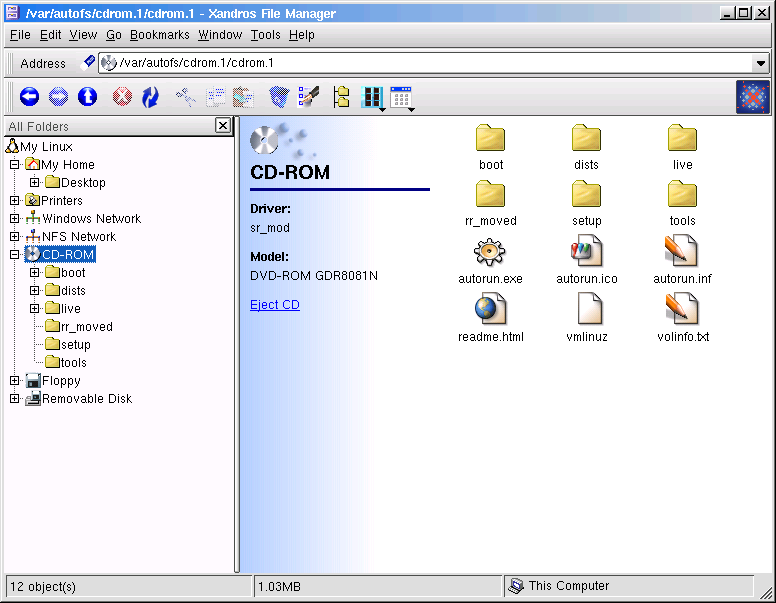 /var/autofs/cdrom.1/cdrom.1 - Xandros File Manager
File Edit View Go Bookmarks Window Tools Help
Address /var/autofs/cdrom.1/cdrom.1
All Folders
My Linux
My Home
Desktop
Printers
Windows Network
NFS Network
CD-ROM
boot
dists
live
rr_moved
setup
tools
Floppy
Removable Disk
CD-ROM
Driver:
sr_mod
Model:
DVD-ROM GDR8081N
Eject CD
boot dists live
rr_moved setup tools
autorun.exe autorun.ico autorun.inf
readme.html vmlinuz volinfo.txt
12 object(s) 1.03MB This Computer